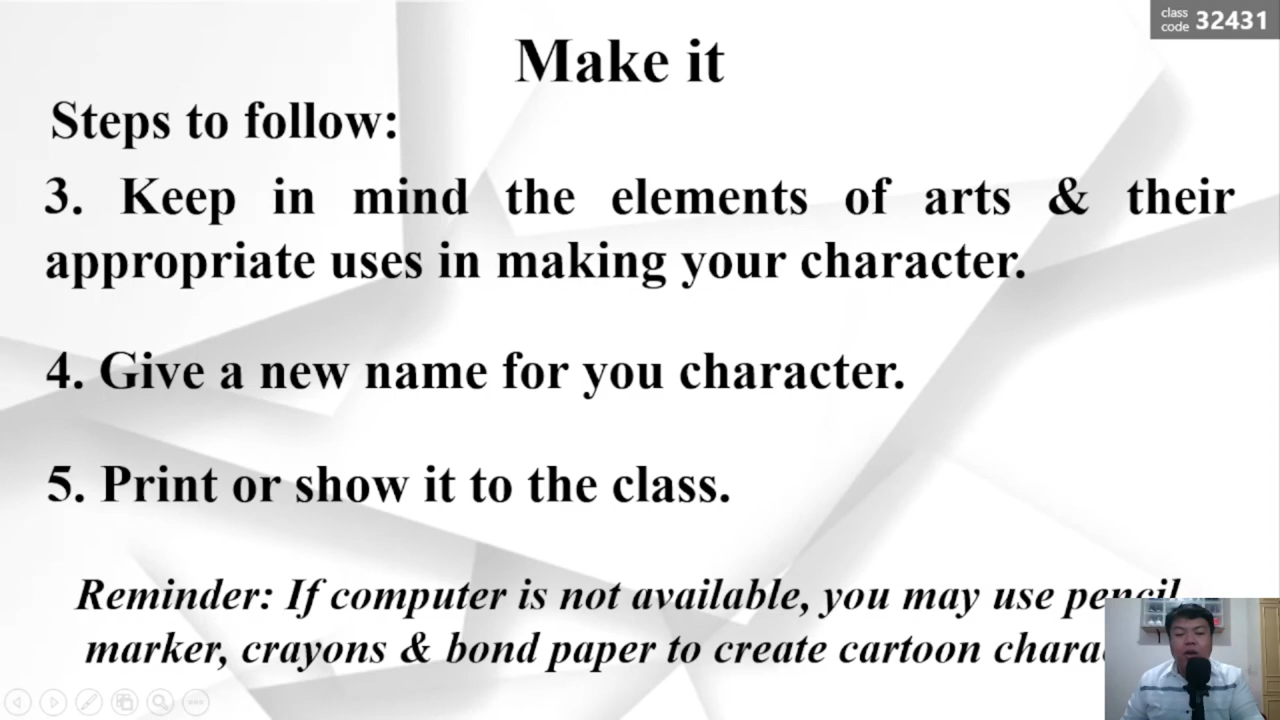 class
code 32431
Make it
Steps to follow:
3. Keep in mind the elements of arts & their
appropriate uses in making your character.
4. Give a new name for you character.
5. Print or show it to the class.
Reminder: If computer is not available, you may use pencil,
marker, crayons & bond paper to create cartoon